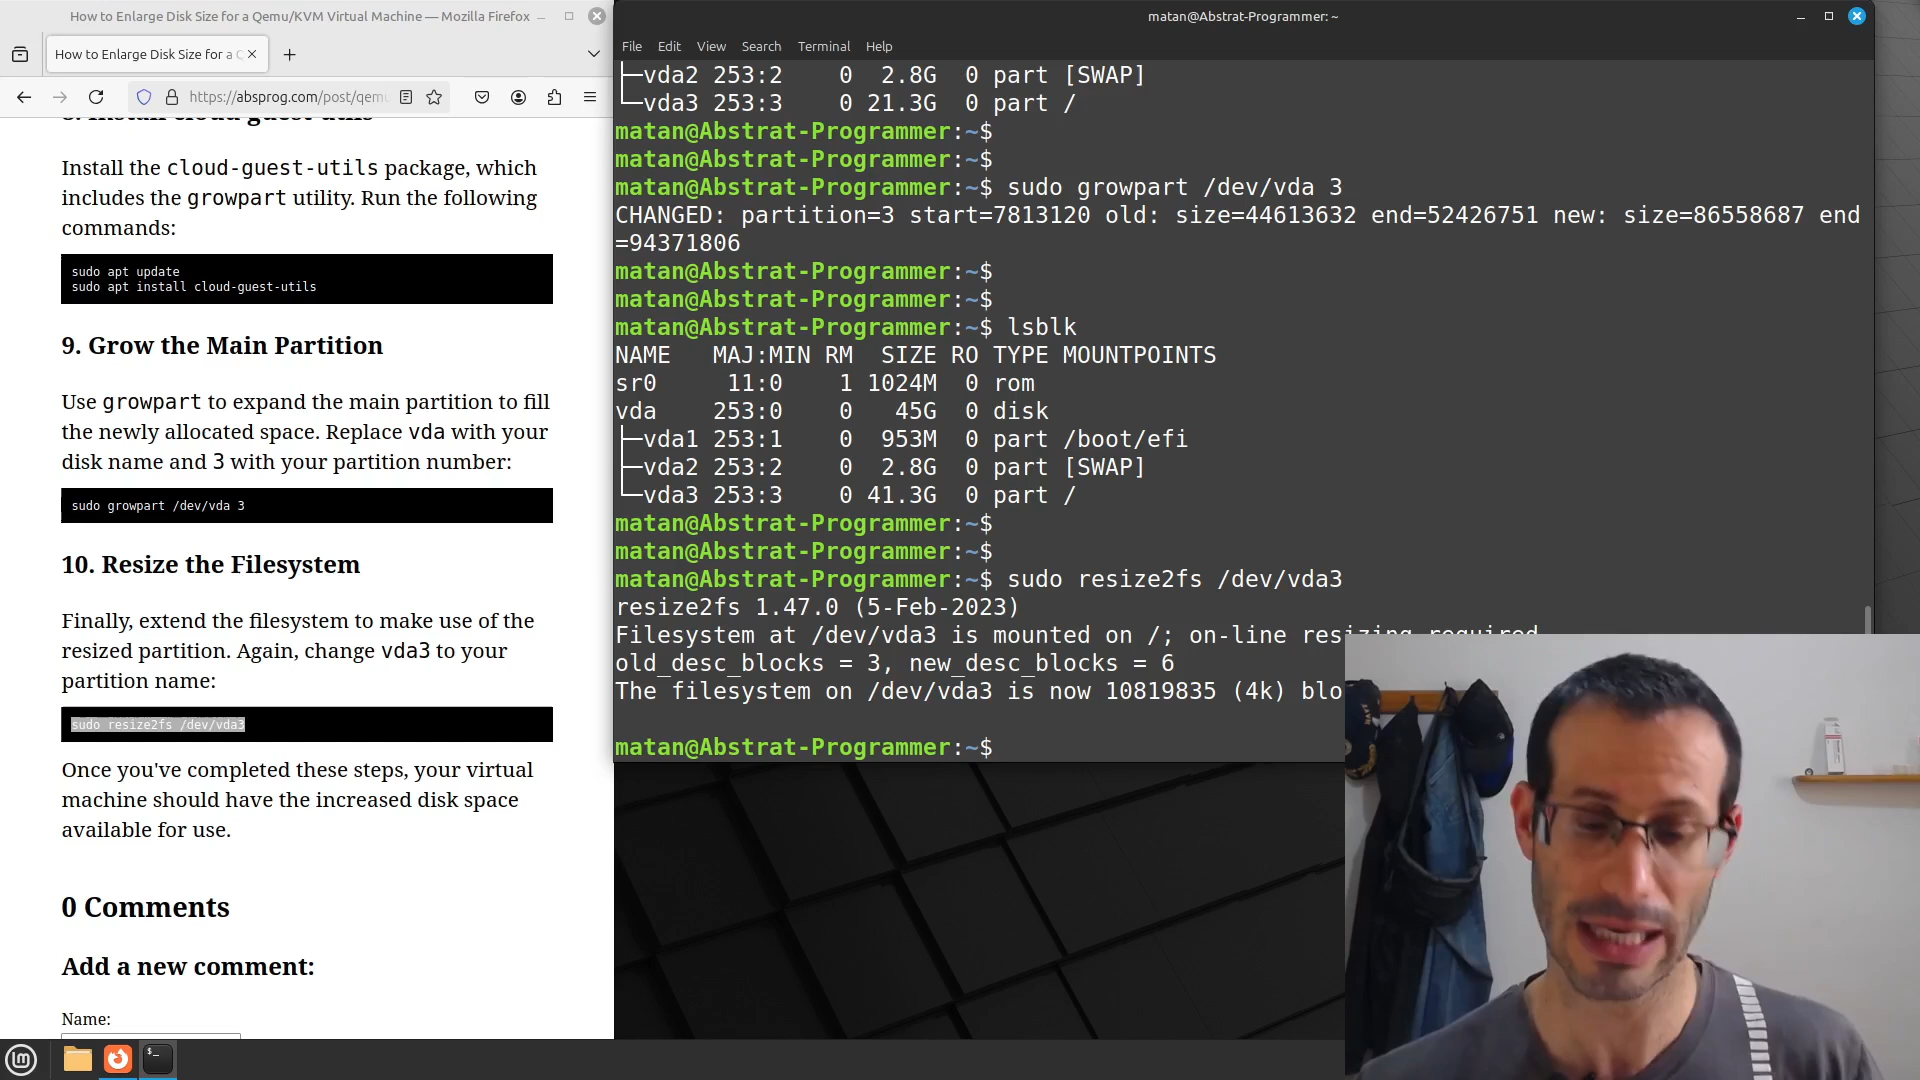 How to Enlarge Disk Size for a Qemu/KVM Virtual Machine — Mozilla Firefox
How to Enlarge Disk Size for a Q
https://absprog.com/post/qemu
Install the cloud-guest-utils package, which
includes the growpart utility. Run the following
commands:
sudo apt update
sudo apt install cloud-guest-utils
9. Grow the Main Partition
Use growpart to expand the main partition to fill
the newly allocated space. Replace vda with your
disk name and 3 with your partition number:
sudo growpart /dev/vda 3
10. Resize the Filesystem
Finally, extend the filesystem to make use of the
resized partition. Again, change vda3 to your
partition name:
sudo resize2fs /dev/vda3
Once you've completed these steps, your virtual
machine should have the increased disk space
available for use.
0 Comments
Add a new comment:
Name:
matan@Abstrat-Programmer: ~
File Edit View Search Terminal Help
├─vda2 253:2    0  2.8G  0 part [SWAP]
└─vda3 253:3    0 21.3G  0 part /
matan@Abstrat-Programmer:~$
matan@Abstrat-Programmer:~$
matan@Abstrat-Programmer:~$ sudo growpart /dev/vda 3
CHANGED: partition=3 start=7813120 old: size=44613632 end=52426751 new: size=86558687 end
=94371806
matan@Abstrat-Programmer:~$
matan@Abstrat-Programmer:~$
matan@Abstrat-Programmer:~$ lsblk
NAME   MAJ:MIN RM  SIZE RO TYPE MOUNTPOINTS
sr0     11:0    1 1024M  0 rom
vda    253:0    0   45G  0 disk
├─vda1 253:1    0  953M  0 part /boot/efi
├─vda2 253:2    0  2.8G  0 part [SWAP]
└─vda3 253:3    0 41.3G  0 part /
matan@Abstrat-Programmer:~$
matan@Abstrat-Programmer:~$
matan@Abstrat-Programmer:~$ sudo resize2fs /dev/vda3
resize2fs 1.47.0 (5-Feb-2023)
Filesystem at /dev/vda3 is mounted on /; on-line resizing required
old_desc_blocks = 3, new_desc_blocks = 6
The filesystem on /dev/vda3 is now 10819835 (4k) blo
matan@Abstrat-Programmer:~$